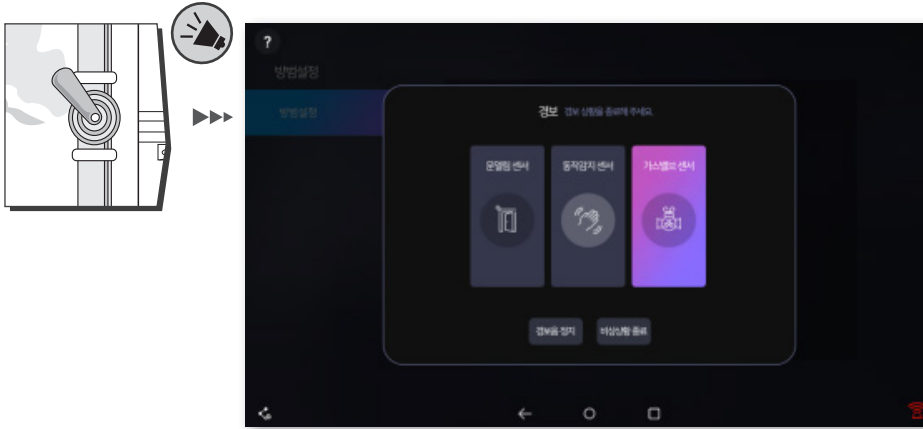 ?
방범설정
방범설정
경보 경보 상황을 종료해 주세요.
문열림 센서
동작감지 센서
가스밸브 센서
경보음 정지
비상상황 종료